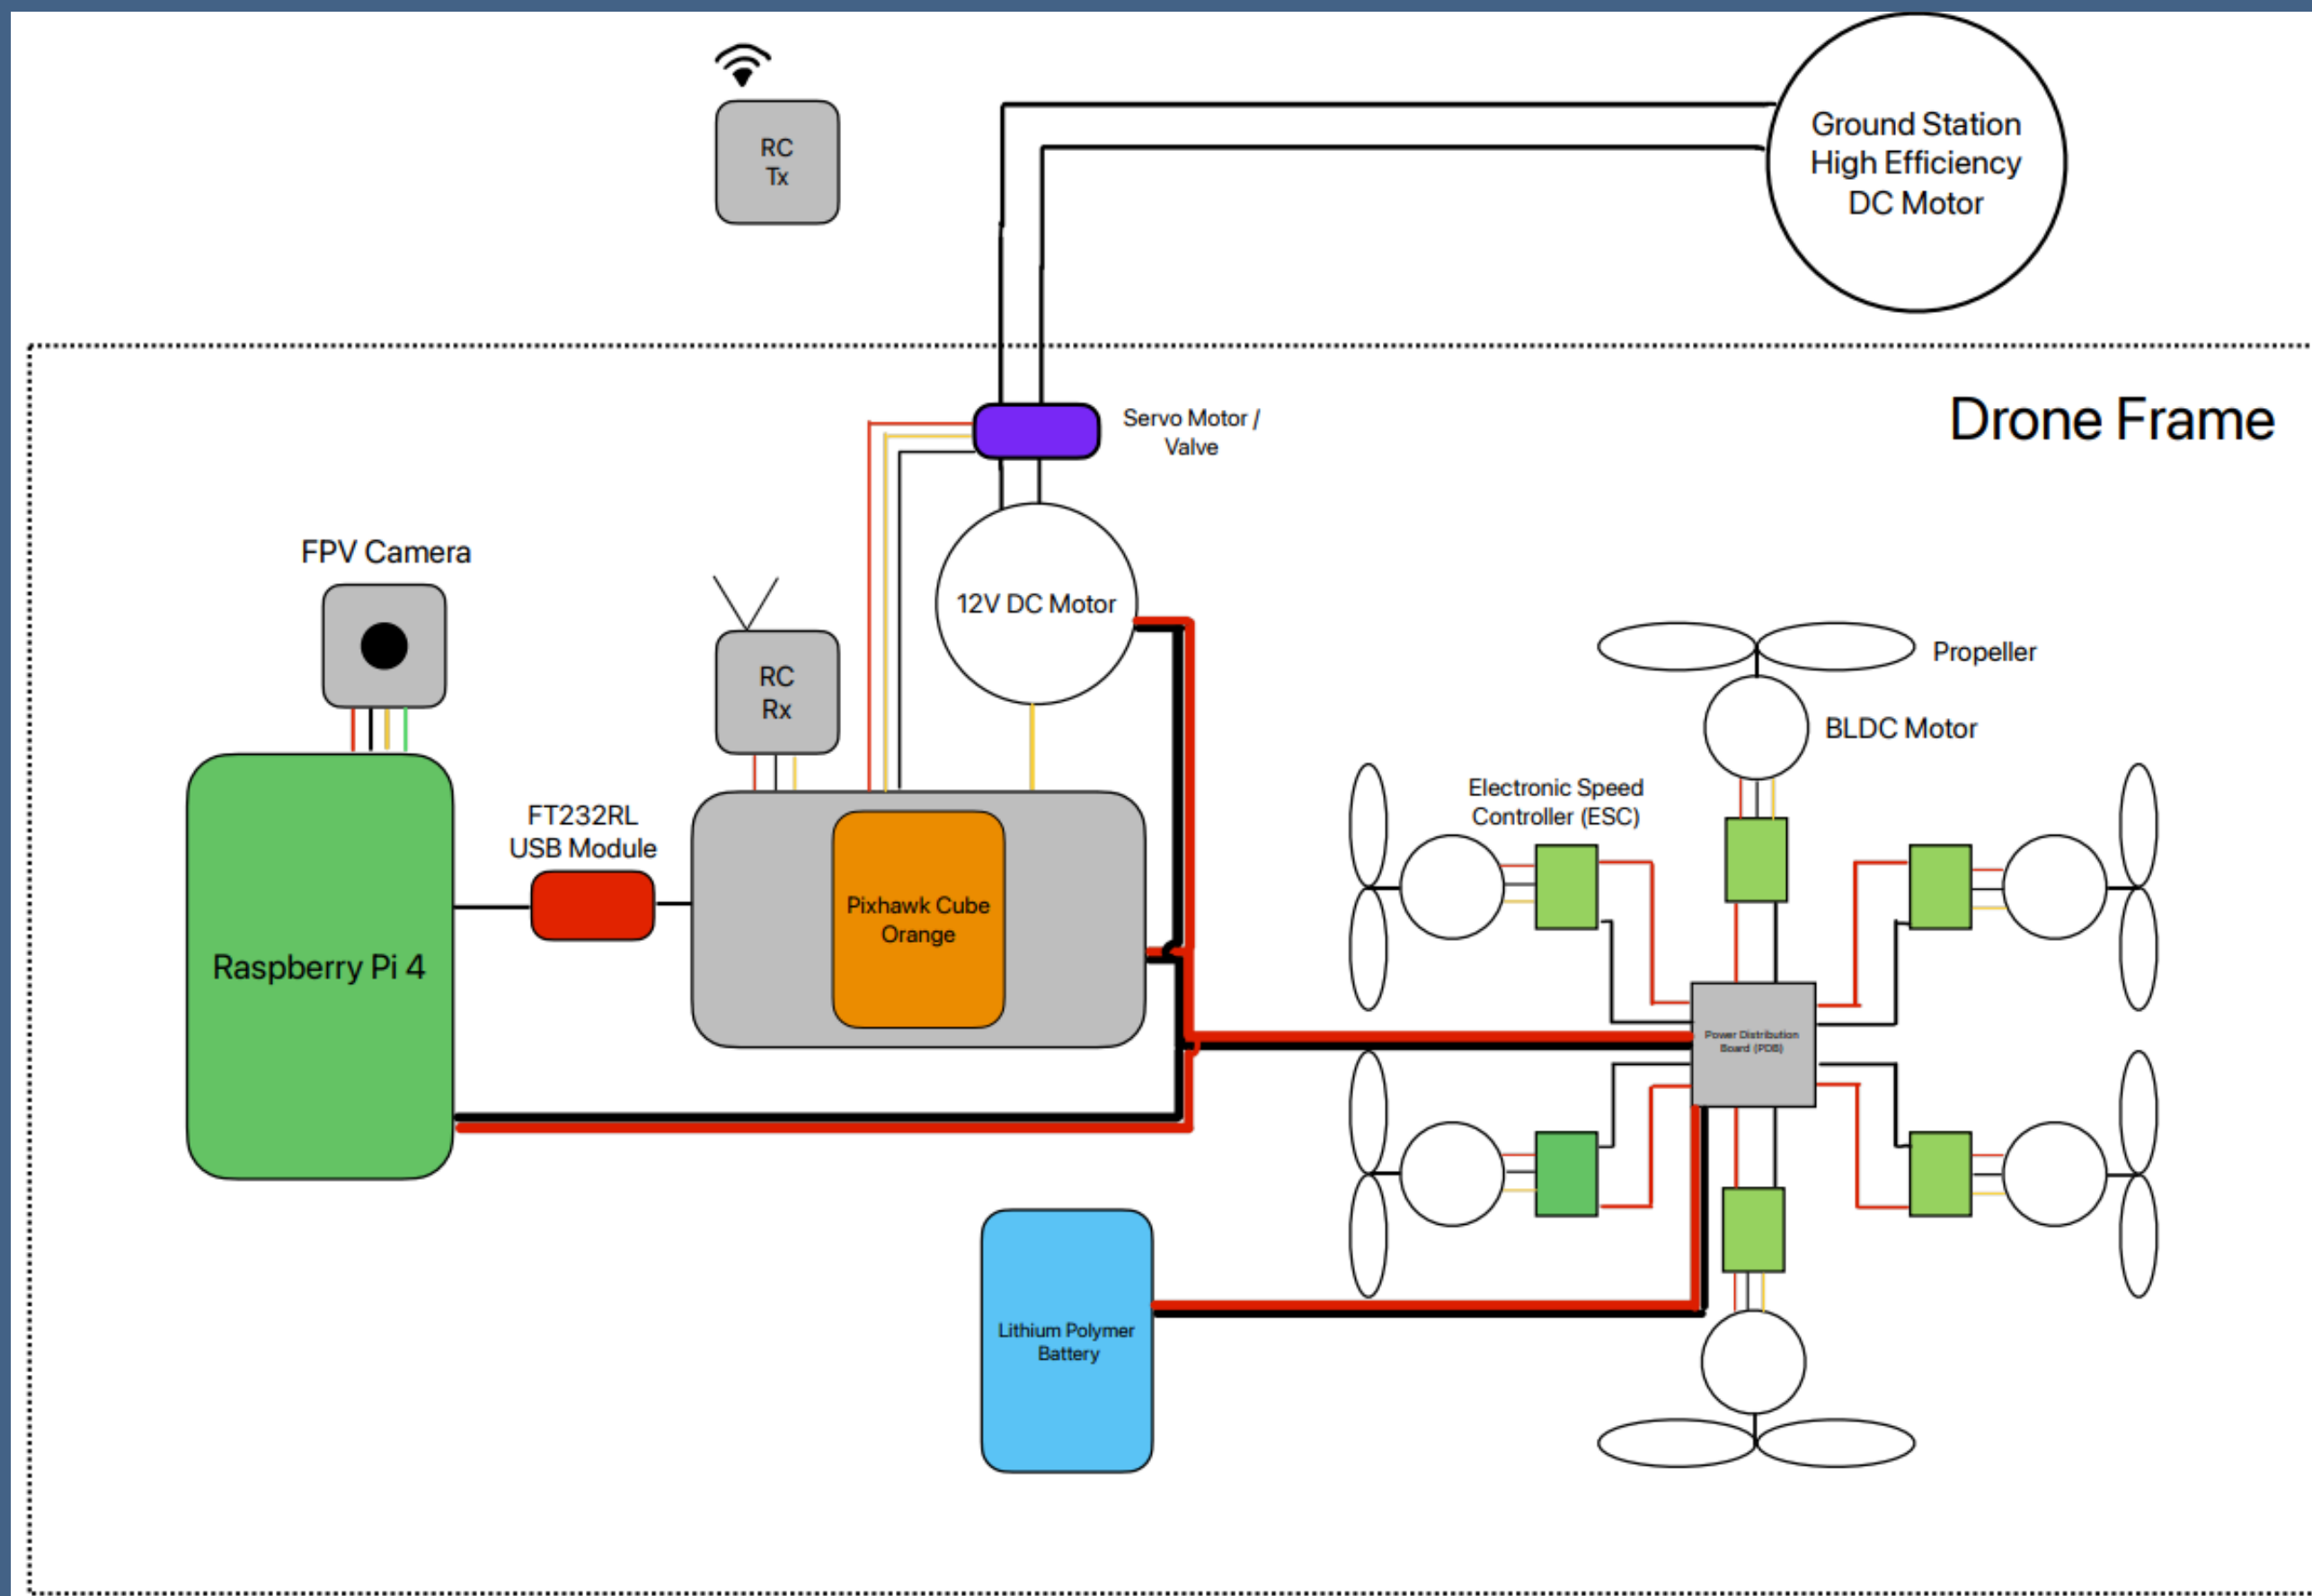 RC
Tx
Ground Station
High Efficiency
DC Motor
Drone Frame
Servo Motor /
Valve
FPV Camera
12V DC Motor
RC
Rx
Propeller
BLDC Motor
Electronic Speed
Controller (ESC)
FT232RL
USB Module
Pixhawk Cube
Orange
Raspberry Pi 4
Power Distribution
Board (PDB)
Lithium Polymer
Battery